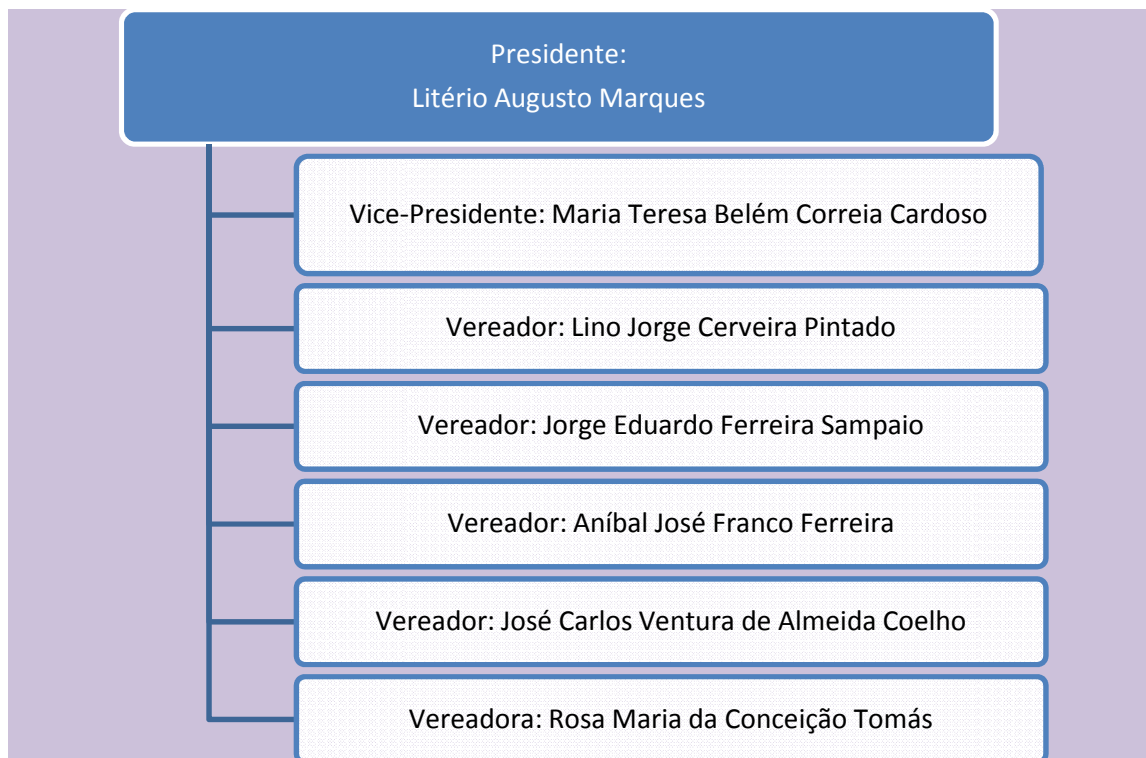 Presidente:
Litério Augusto Marques
Vice-Presidente: Maria Teresa Belém Correia Cardoso
Vereador: Lino Jorge Cerveira Pintado
Vereador: Jorge Eduardo Ferreira Sampaio
Vereador: Aníbal José Franco Ferreira
Vereador: José Carlos Ventura de Almeida Coelho
Vereadora: Rosa Maria da Conceição Tomás